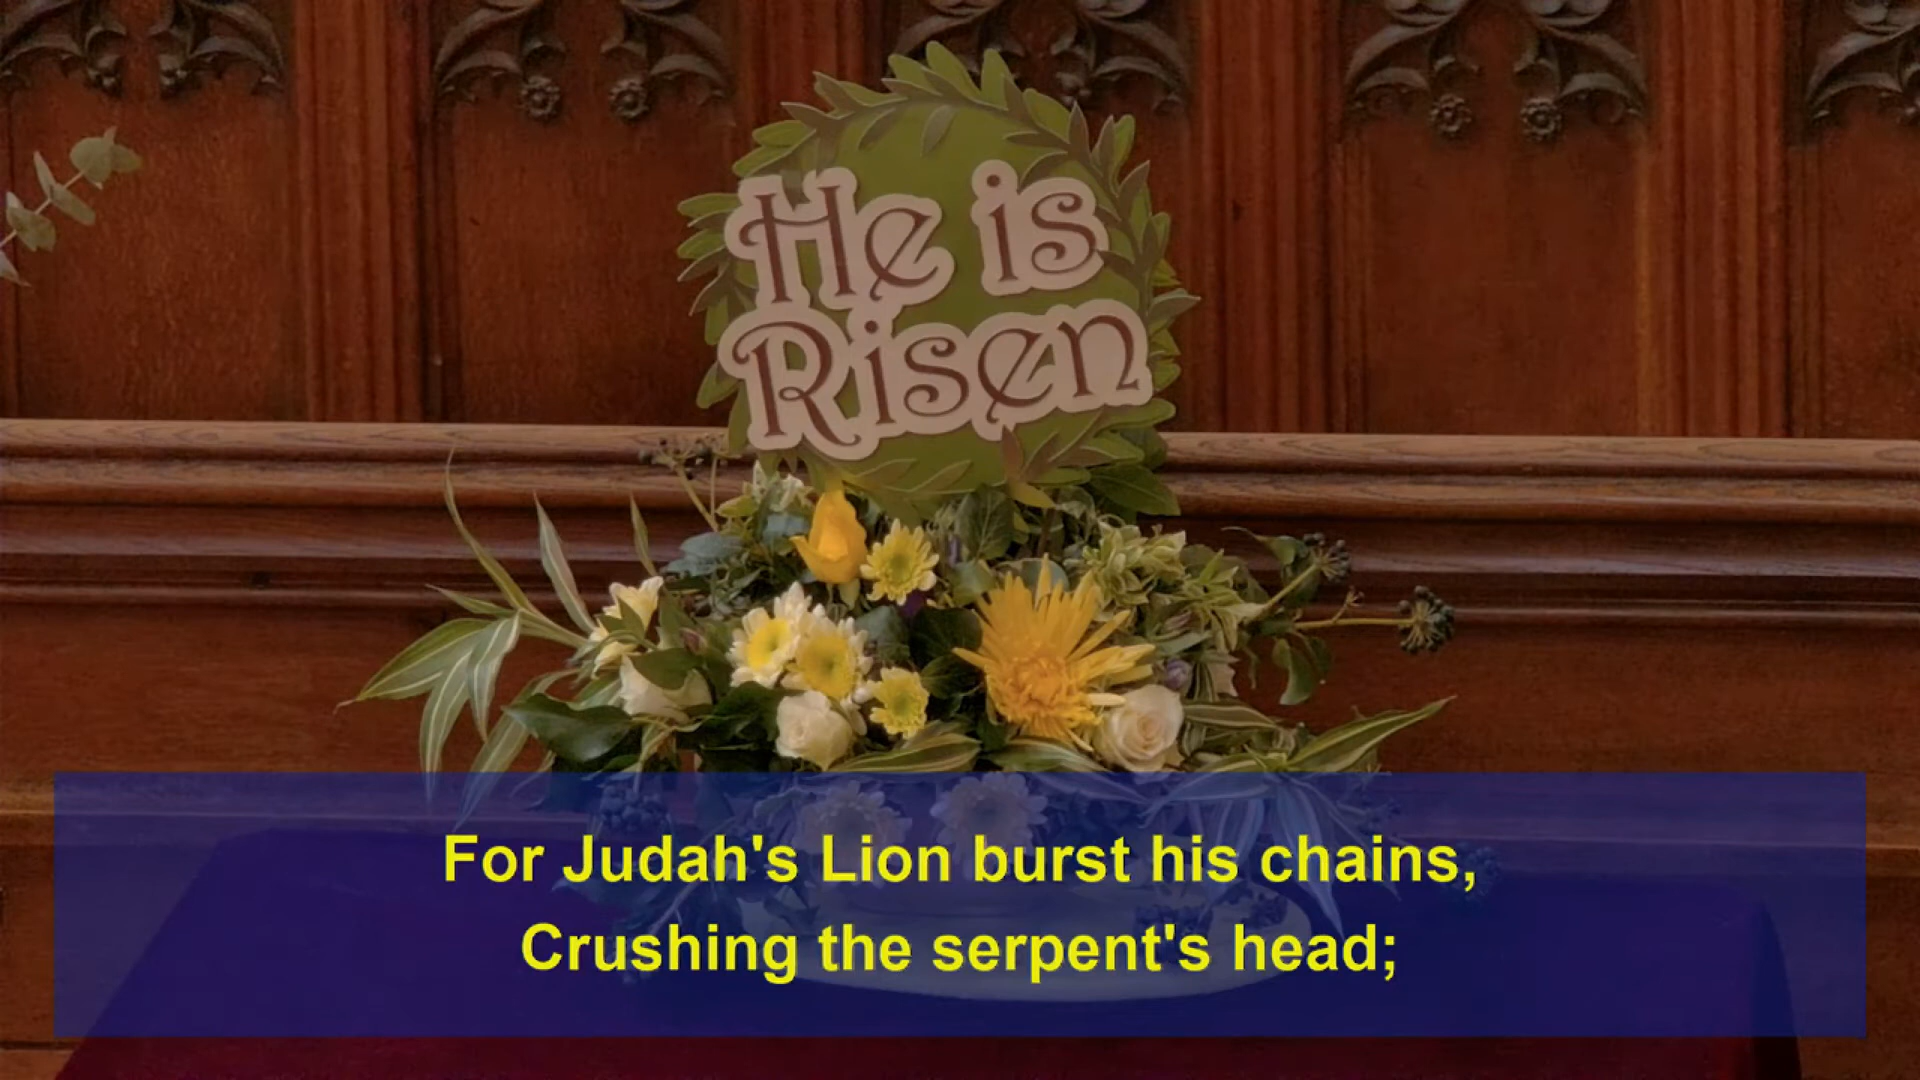 He is
Risen
For Judah's Lion burst his chains,
Crushing the serpent's head;